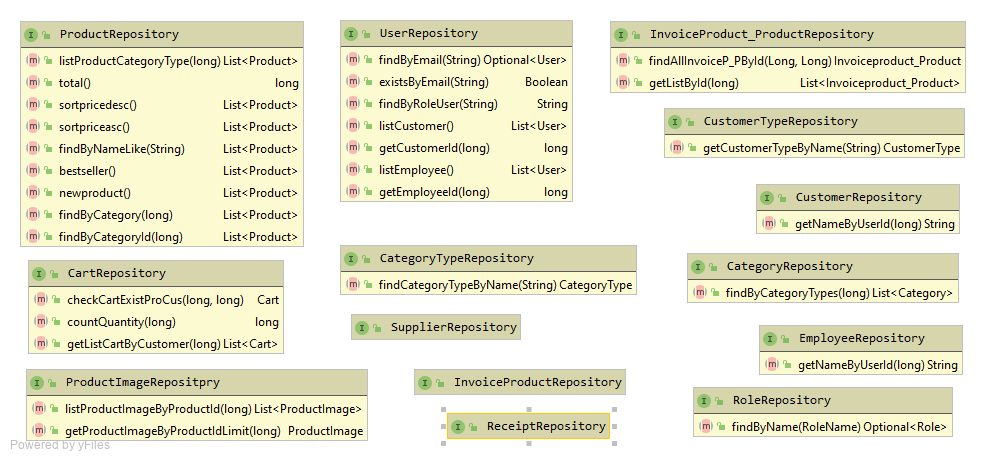 ProductRepository
listProductCategoryType(long) List<Product>
total() long
sortpricedesc() List<Product>
sortpriceasc() List<Product>
findByNameLike(String) List<Product>
bestseller() List<Product>
newproduct() List<Product>
findByCategory(long) List<Product>
findByCategoryId(long) List<Product>
UserRepository
findByEmail(String) Optional<User>
existsByEmail(String) Boolean
findByRoleUser(String) String
listCustomer() List<User>
getCustomerId(long) long
listEmployee() List<User>
getEmployeeId(long) long
InvoiceProduct_ProductRepository
findAllInvoiceP_PById(Long, Long) Invoiceproduct_Product
getListById(long) List<Invoiceproduct_Product>
CustomerTypeRepository
getCustomerTypeByName(String) CustomerType
CustomerRepository
getNameByUserId(long) String
CartRepository
checkCartExistProCus(long, long) Cart
countQuantity(long) long
getListCartByCustomer(long) List<Cart>
CategoryTypeRepository
findCategoryTypeByName(String) CategoryType
CategoryRepository
findByCategoryTypes(long) List<Category>
SupplierRepository
EmployeeRepository
getNameByUserId(long) String
ProductImageRepositpry
listProductImageByProductId(long) List<ProductImage>
getProductImageByProductIdLimit(long) ProductImage
InvoiceProductRepository
ReceiptRepository
RoleRepository
findByName(RoleName) Optional<Role>
Powered by yFiles